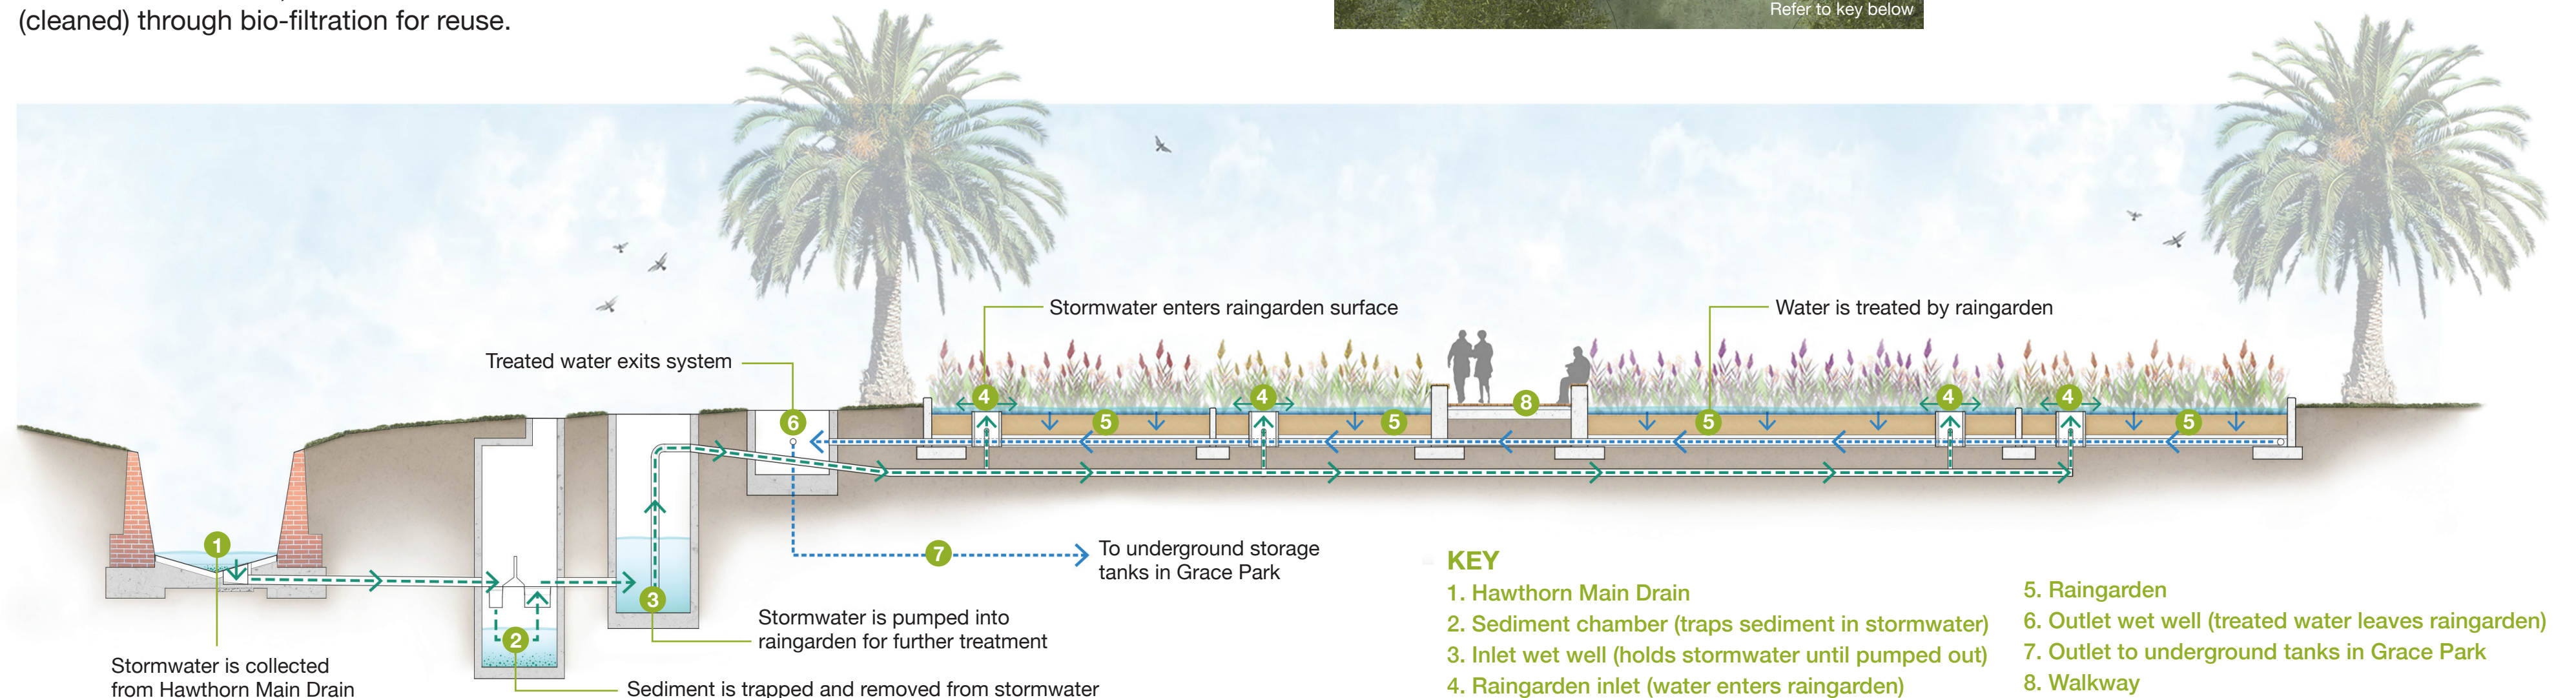 (cleaned) through bio-filtration for reuse.
Refer to key below
Stormwater enters raingarden surface
Water is treated by raingarden
Treated water exits system
4
4
4
4
8
6
5
5
5
5
1
7
To underground storage
tanks in Grace Park
3
Stormwater is pumped into
raingarden for further treatment
2
Stormwater is collected
from Hawthorn Main Drain
Sediment is trapped and removed from stormwater
KEY
1. Hawthorn Main Drain
2. Sediment chamber (traps sediment in stormwater)
3. Inlet wet well (holds stormwater until pumped out)
4. Raingarden inlet (water enters raingarden)
5. Raingarden
6. Outlet wet well (treated water leaves raingarden)
7. Outlet to underground tanks in Grace Park
8. Walkway